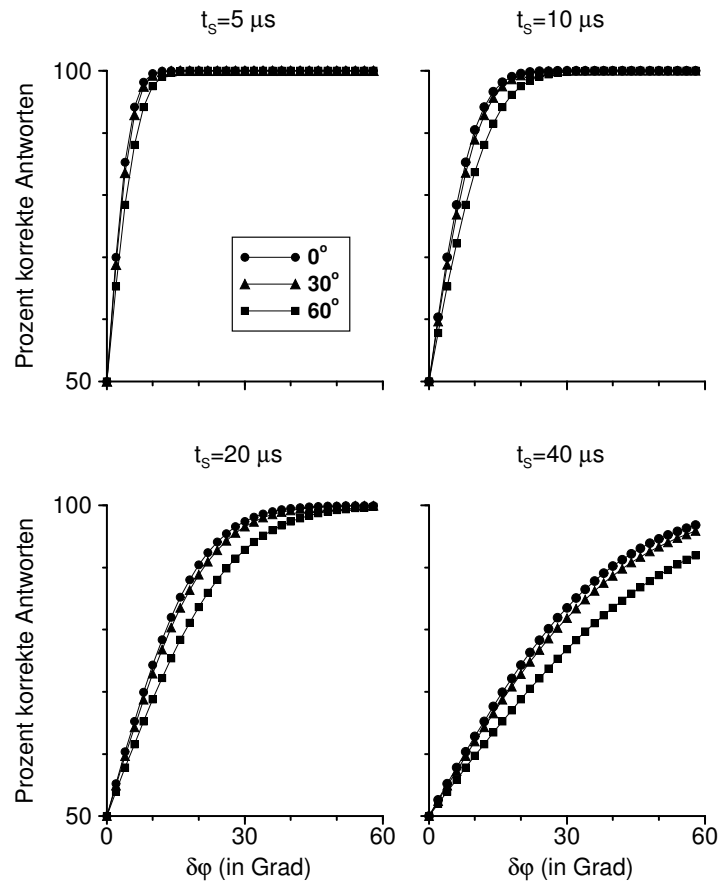 t_S=5 μs
t_S=10 μs
Prozent korrekte Antworten
100
50
0°
30°
60°
100
50
t_S=20 μs
t_S=40 μs
Prozent korrekte Antworten
100
50
0
30
60
δφ (in Grad)
100
0
30
60
δφ (in Grad)